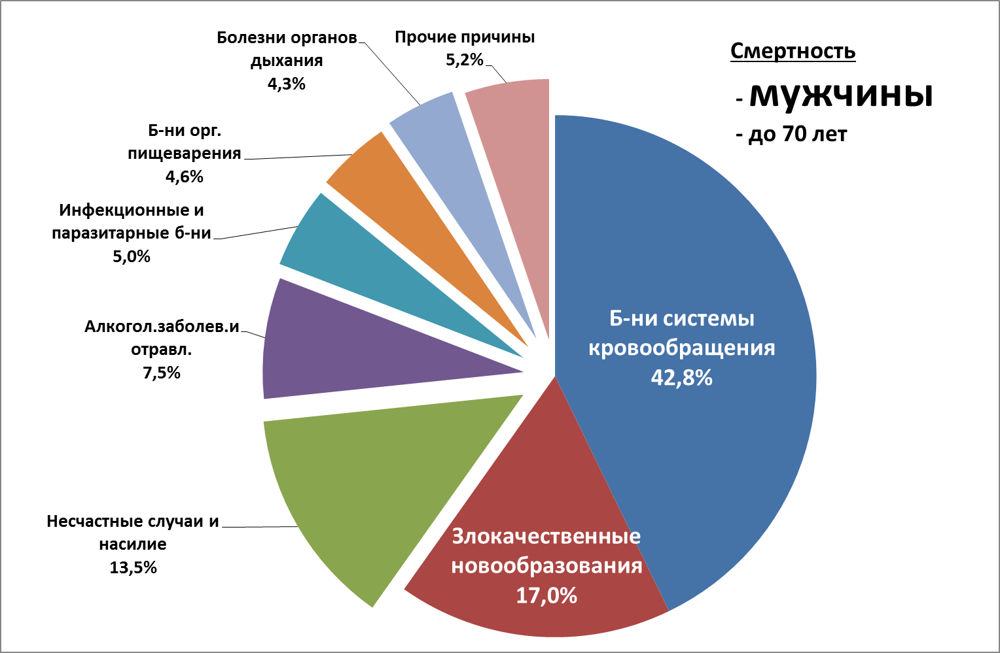 Смертность
- мужчины
- до 70 лет
Прочие причины
5,2%
Болезни органов
дыхания
4,3%
Б-ни орг.
пищеварения
4,6%
Инфекционные и
паразитарные б-ни
5,0%
Алкогол.заболев.и
отравл.
7,5%
Несчастные случаи и
насилие
13,5%
Злокачественные
новообразования
17,0%
Б-ни системы
кровообращения
42,8%